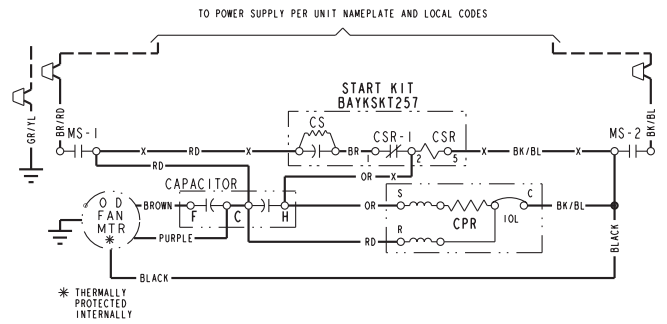 TO POWER SUPPLY PER UNIT NAMEPLATE AND LOCAL CODES
START KIT
BAYKSKT257
GR/YL
BR/RD
MS-1
CS
CSR-1
CSR
MS-2
BK/BL
X
RD
X
BR
1
2
5
X
BK/BL
X
RD
OR
X
CAPACITOR
O D
FAN
MTR
✳
BROWN
F
C
H
OR
S
CPR
IOL
C
BK/BL
PURPLE
RD
R
BLACK
BLACK
✳ THERMALLY
PROTECTED
INTERNALLY